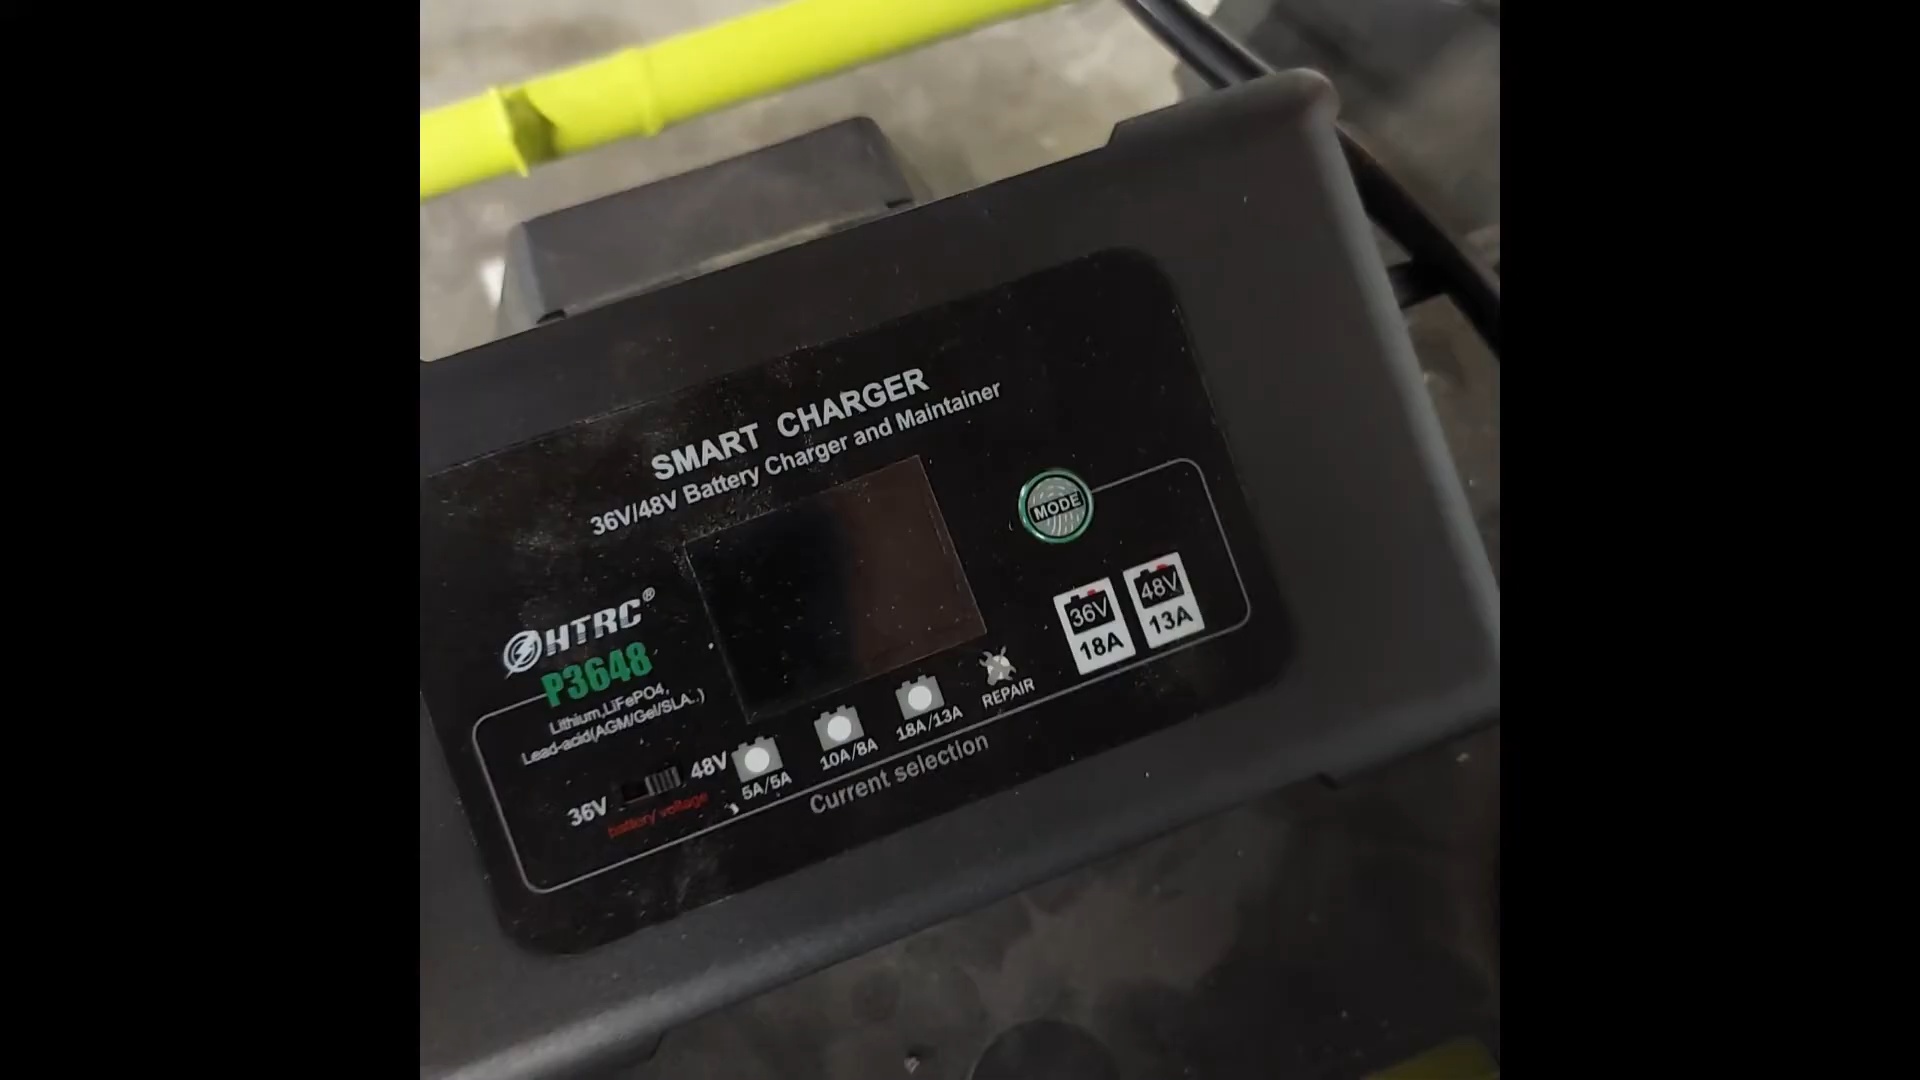 SMART CHARGER
36V/48V Battery Charger and Maintainer
MODE
HTRC®
P3648
Lithium,LiFePO4,
Lead-acid(AGM/Gel/SLA..)
36V
48V
battery voltage
5A/5A
10A/8A
18A/13A
REPAIR
Current selection
36V
18A
48V
13A